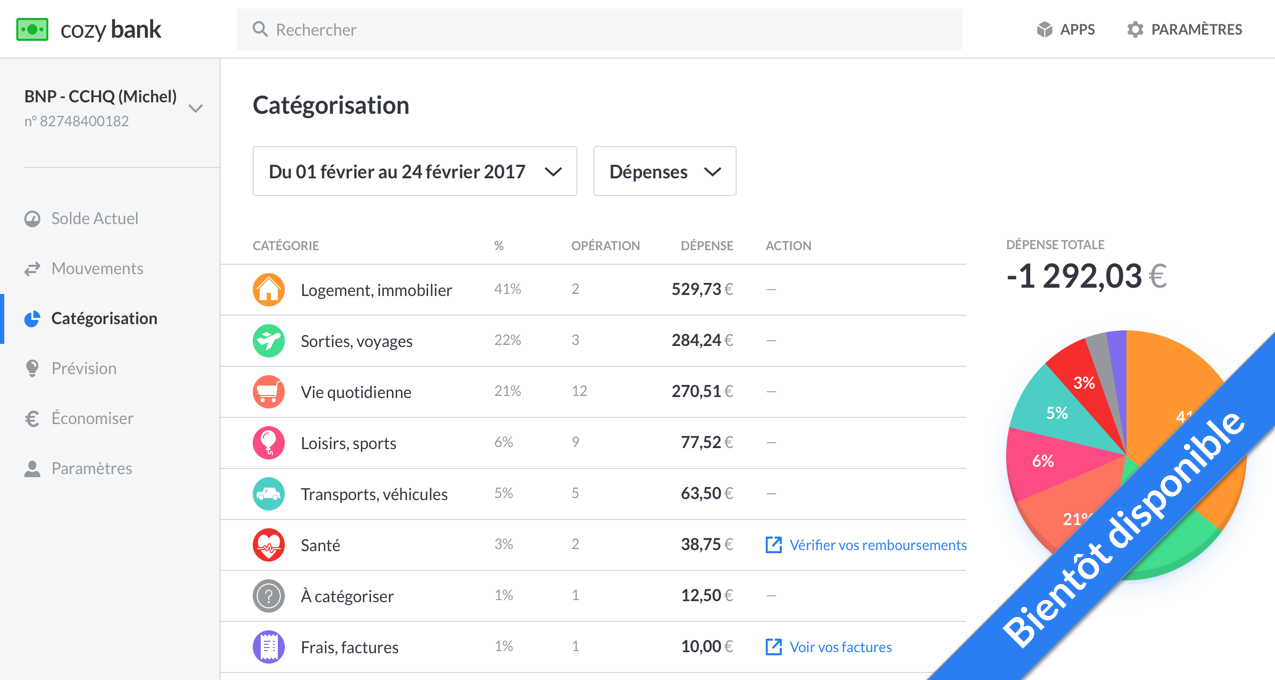 cozy bank
Rechercher
APPS
PARAMÈTRES
BNP - CCHQ (Michel)
n° 82748400182
Solde Actuel
Mouvements
Catégorisation
Prévision
Économiser
Paramètres
Catégorisation
Du 01 février au 24 février 2017
Dépenses
CATÉGORIE % OPÉRATION DÉPENSE ACTION
Logement, immobilier 41% 2 529,73 € –
Sorties, voyages 22% 3 284,24 € –
Vie quotidienne 21% 12 270,51 € –
Loisirs, sports 6% 9 77,52 € –
Transports, véhicules 5% 5 63,50 € –
Santé 3% 2 38,75 € Vérifier vos remboursements
À catégoriser 1% 1 12,50 € –
Frais, factures 1% 1 10,00 € Voir vos factures
DÉPENSE TOTALE
-1 292,03 €
3%
5%
41
6%
21%
Bientôt disponible